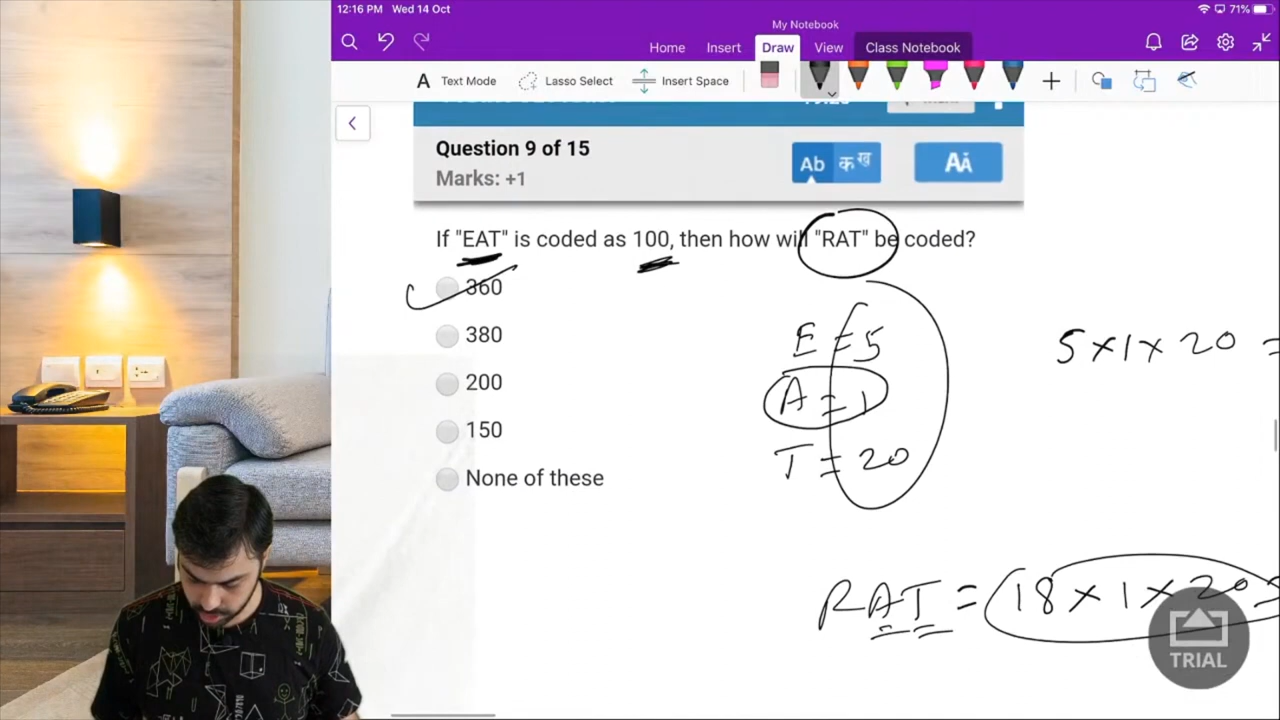 12:16 PM Wed 14 Oct
71%
My Notebook
Home Insert Draw View Class Notebook
A Text Mode Lasso Select Insert Space
Question 9 of 15
Marks: +1
Ab क ख
AA
If "EAT" is coded as 100, then how will "RAT" be coded?
360
380
200
150
None of these
E = 5
A = 1
T = 20
5 × 1 × 20 =
RAT = 18 × 1 × 20 =
TRIAL